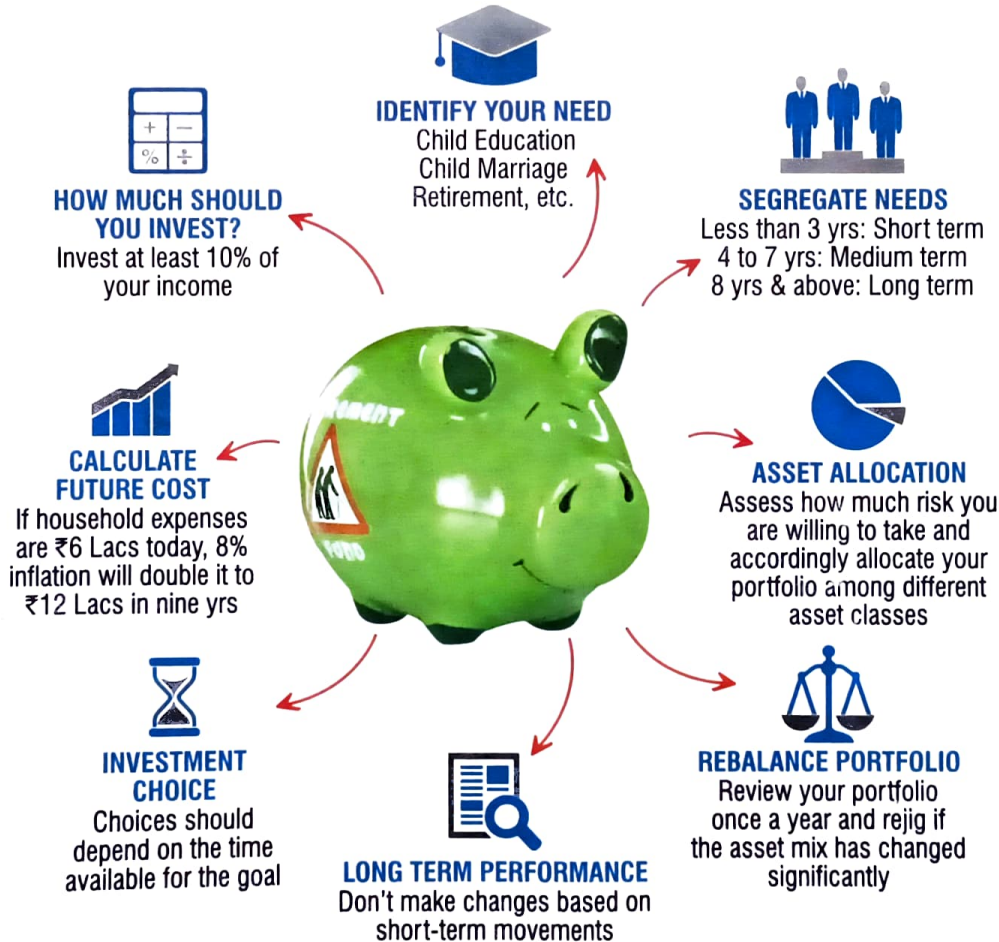 IDENTIFY YOUR NEED
Child Education
Child Marriage
Retirement, etc.
SEGREGATE NEEDS
Less than 3 yrs: Short term
4 to 7 yrs: Medium term
8 yrs & above: Long term
HOW MUCH SHOULD
YOU INVEST?
Invest at least 10% of
your income
+ −
% ÷
CALCULATE
FUTURE COST
If household expenses
are ₹6 Lacs today, 8%
inflation will double it to
₹12 Lacs in nine yrs
ASSET ALLOCATION
Assess how much risk you
are willing to take and
accordingly allocate your
portfolio among different
asset classes
INVESTMENT
CHOICE
Choices should
depend on the time
available for the goal
LONG TERM PERFORMANCE
Don't make changes based on
short-term movements
REBALANCE PORTFOLIO
Review your portfolio
once a year and rejig if
the asset mix has changed
significantly